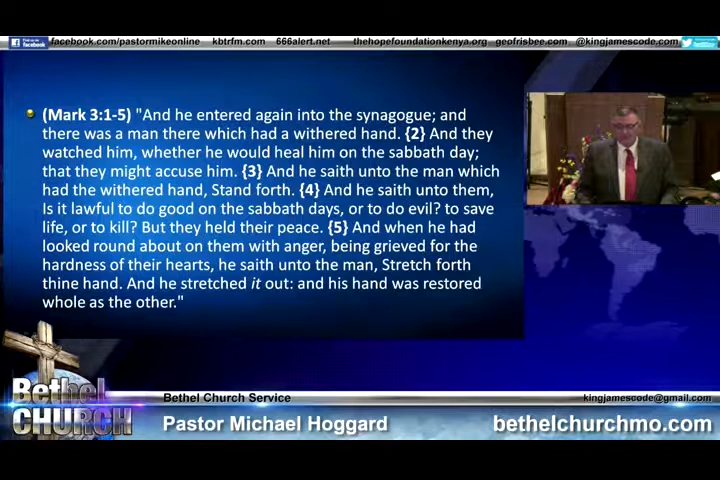 Find us on
facebook
facebook.com/pastormikeonline kbtrfm.com 666alert.net thehopefoundationkenya.org geofrisbee.com @kingjamescode.com twitter
(Mark 3:1-5) "And he entered again into the synagogue; and
there was a man there which had a withered hand. {2} And they
watched him, whether he would heal him on the sabbath day;
that they might accuse him. {3} And he saith unto the man which
had the withered hand, Stand forth. {4} And he saith unto them,
Is it lawful to do good on the sabbath days, or to do evil? to save
life, or to kill? But they held their peace. {5} And when he had
looked round about on them with anger, being grieved for the
hardness of their hearts, he saith unto the man, Stretch forth
thine hand. And he stretched it out: and his hand was restored
whole as the other."
Bethel
CHURCH
Bethel Church Service kingjamescode@gmail.com
Pastor Michael Hoggard bethelchurchmo.com